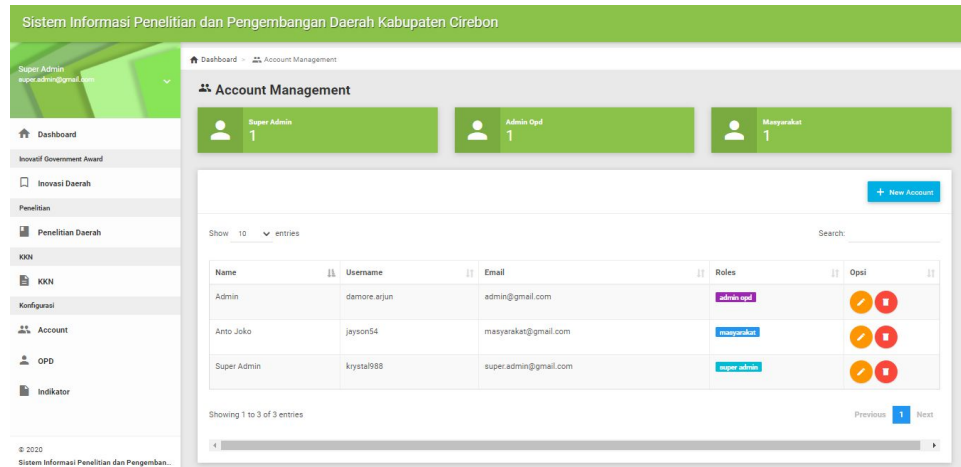 Sistem Informasi Penelitian dan Pengembangan Daerah Kabupaten Cirebon
Super Admin
super.admin@gmail.com
Dashboard
Inovatif Government Award
Inovasi Daerah
Penelitian
Penelitian Daerah
KKN
KKN
Konfigurasi
Account
OPD
Indikator
© 2020
Sistem Informasi Penelitian dan Pengemban...
Dashboard > Account Management
Account Management
Super Admin
1
Admin Opd
1
Masyarakat
1
+ New Account
Show 10 entries
Search:
Name Username Email Roles Opsi
Admin damore.arjun admin@gmail.com admin opd
Anto Joko jayson54 masyarakat@gmail.com masyarakat
Super Admin krystal988 super.admin@gmail.com super admin
Showing 1 to 3 of 3 entries
Previous 1 Next